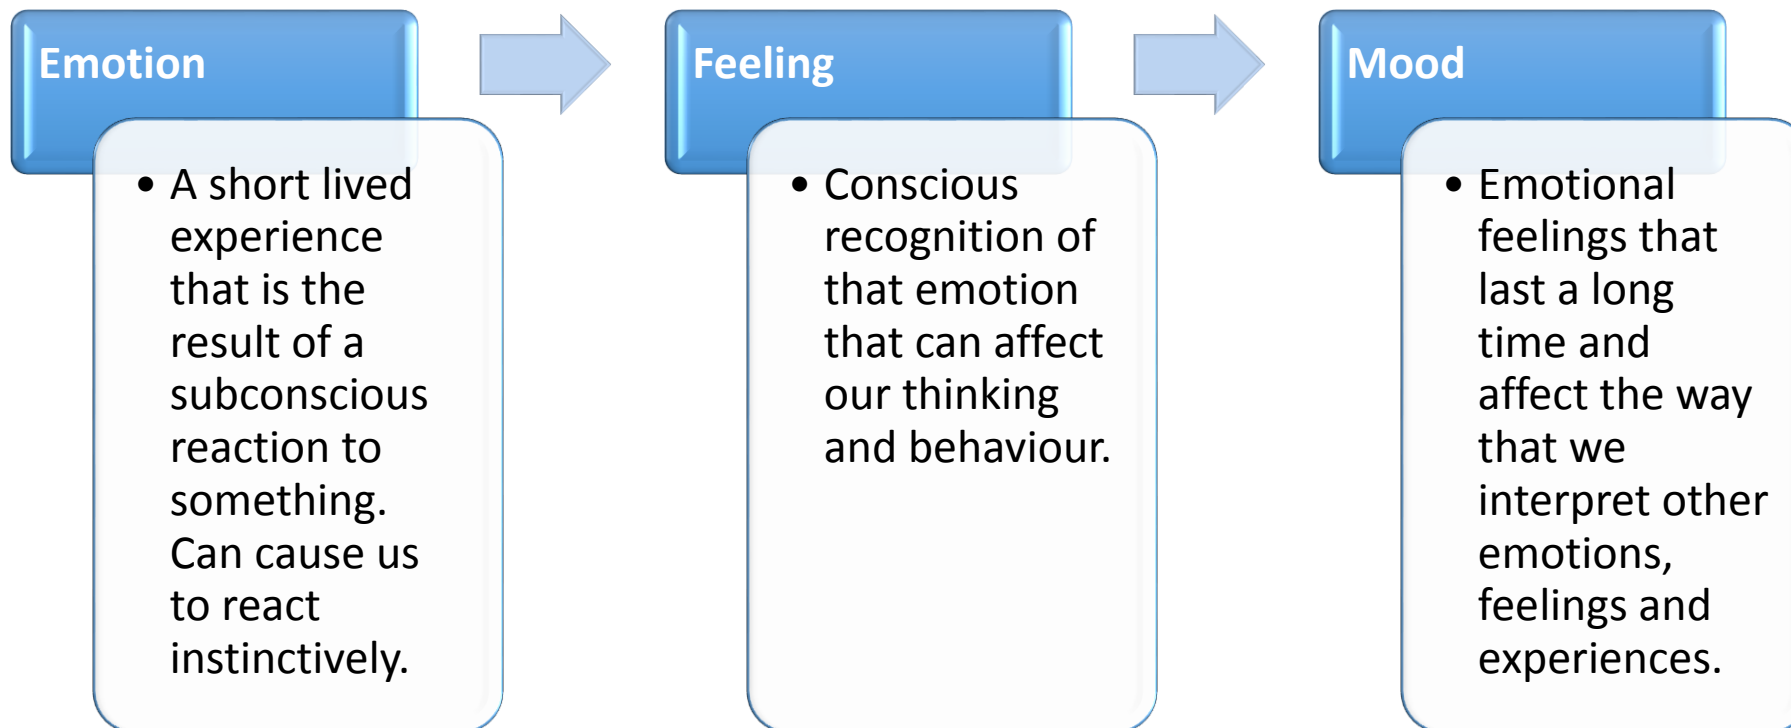 Emotion
• A short lived
experience
that is the
result of a
subconscious
reaction to
something.
Can cause us
to react
instinctively.
Feeling
• Conscious
recognition of
that emotion
that can affect
our thinking
and behaviour.
Mood
• Emotional
feelings that
last a long
time and
affect the way
that we
interpret other
emotions,
feelings and
experiences.